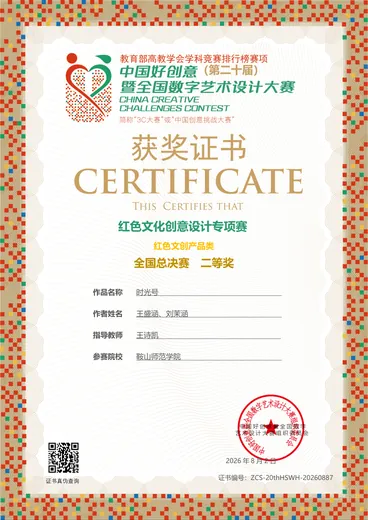 教育部高教学会学科竞赛排行榜赛项
中国好创意（第二十届）
暨全国数字艺术设计大赛
CHINA CREATIVE
CHALLENGES CONTEST
简称"3C大赛"或"中国创意挑战大赛"
获奖证书
CERTIFICATE
THIS CERTIFIES THAT
红色文化创意设计专项赛
红色文创产品类
全国总决赛 二等奖
作品名称 时光号
作者姓名 王盛涵、刘茉涵
指导教师 王诗凯
参赛院校 鞍山师范学院
2026 年 8 月 2 日
证书真伪查询
证书编号：ZCS-20thHSWH-20260887